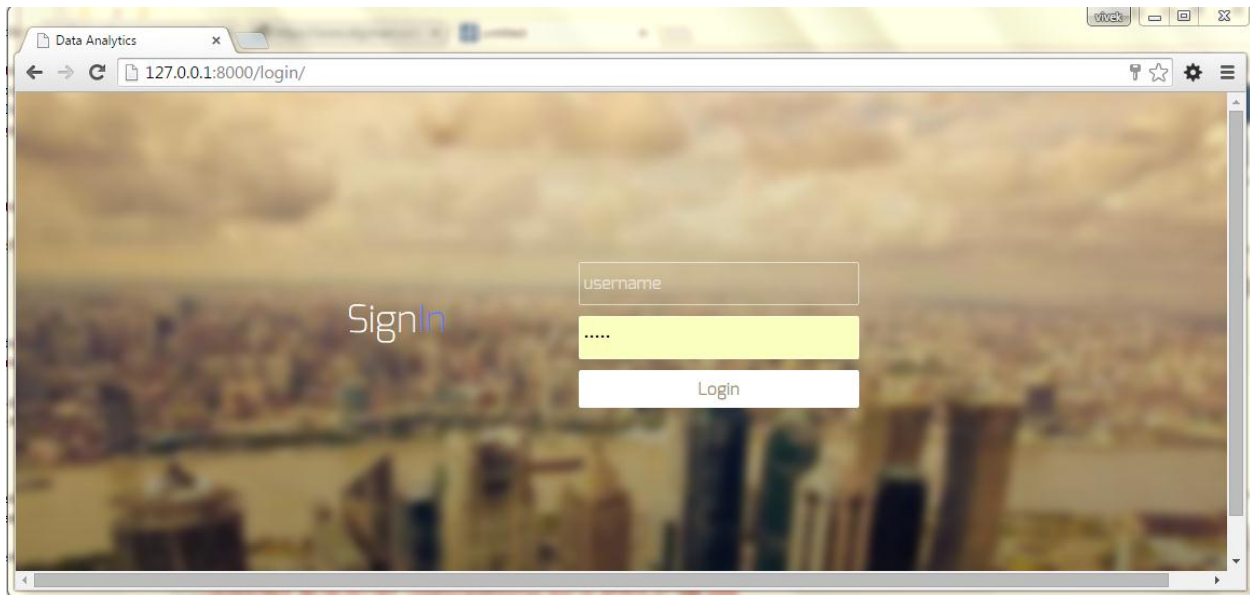 vivek
Data Analytics
127.0.0.1:8000/login/
username
SignIn
•••••
Login